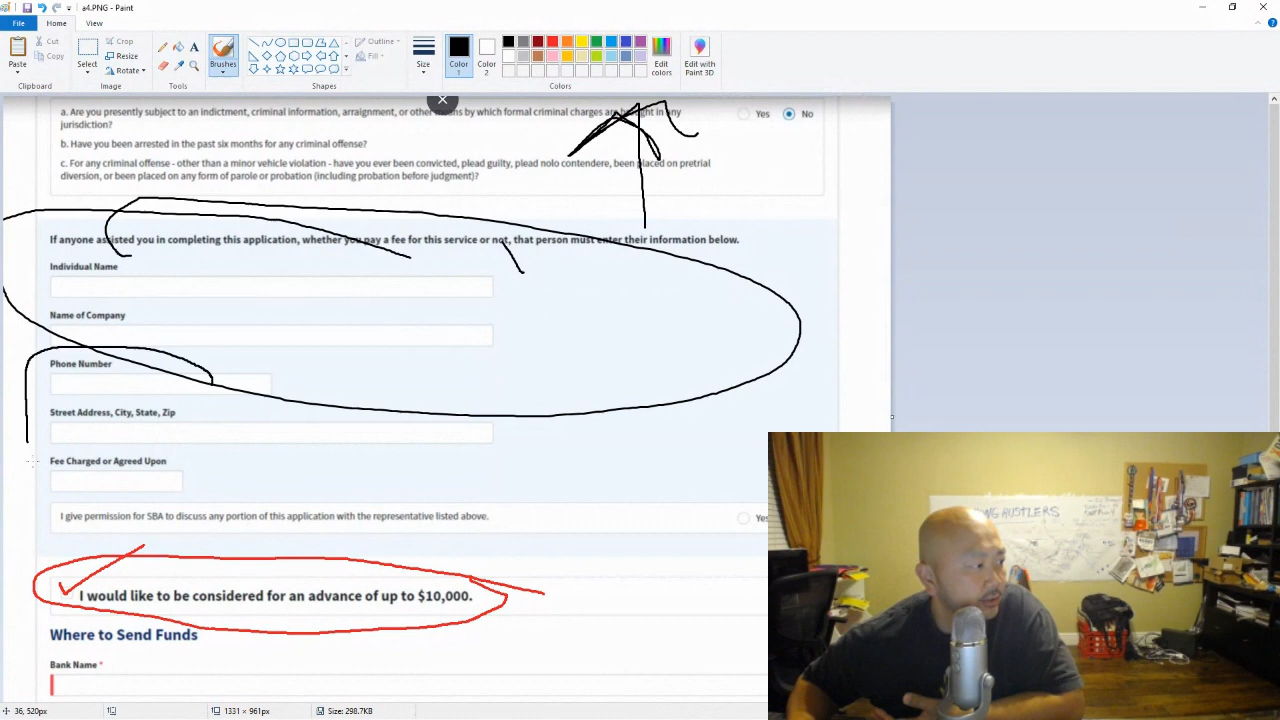 a4.PNG - Paint
File Home View
Paste
Cut
Copy
Clipboard
Select
Crop
Resize
Rotate
Image
Tools
Brushes
Shapes
Outline
Fill
Size
Color 1
Color 2
Edit colors
Colors
Edit with Paint 3D
a. Are you presently subject to an indictment, criminal information, arraignment, or other means by which formal criminal charges are brought in any
jurisdiction?
Yes No
b. Have you been arrested in the past six months for any criminal offense?
c. For any criminal offense - other than a minor vehicle violation - have you ever been convicted, plead guilty, plead nolo contendere, been placed on pretrial
diversion, or been placed on any form of parole or probation (including probation before judgment)?
If anyone assisted you in completing this application, whether you pay a fee for this service or not, that person must enter their information below.
Individual Name
Name of Company
Phone Number
Street Address, City, State, Zip
Fee Charged or Agreed Upon
I give permission for SBA to discuss any portion of this application with the representative listed above.
Yes
I would like to be considered for an advance of up to $10,000.
Where to Send Funds
Bank Name *
HUSTLERS
36, 520px
1331 × 961px
Size: 298.7KB